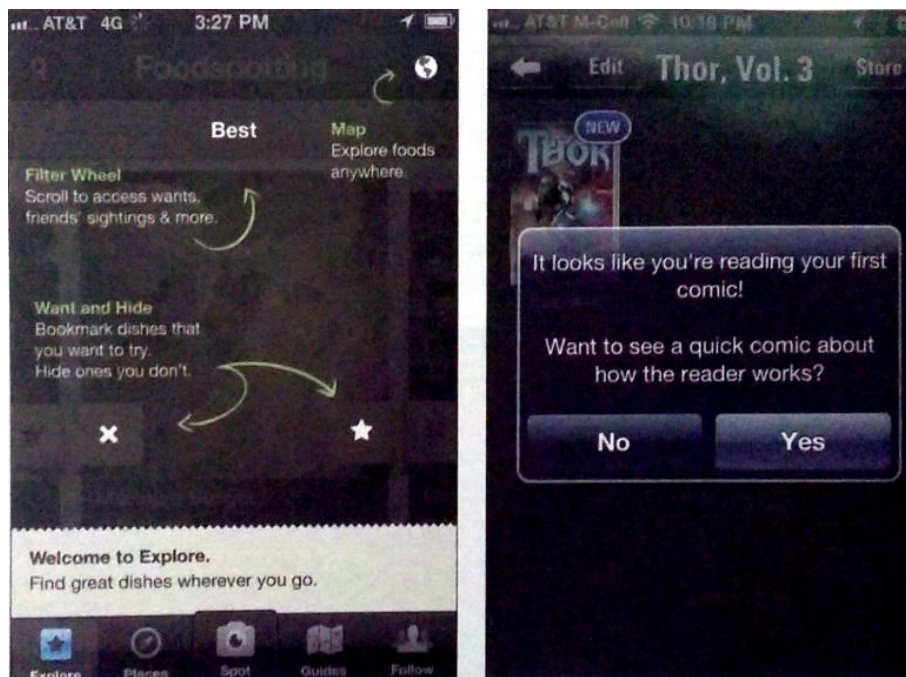 AT&T 4G 3:27 PM
Foodspotting
Best
Map
Explore foods
anywhere.
Filter Wheel
Scroll to access wants,
friends' sightings & more.
Want and Hide
Bookmark dishes that
you want to try.
Hide ones you don't.
Welcome to Explore.
Find great dishes wherever you go.
Explore Places Spot Guides Follow
AT&T M-Cell 10:18 PM
Edit Thor, Vol. 3 Store
NEW
THOR
It looks like you're reading your first
comic!
Want to see a quick comic about
how the reader works?
No Yes